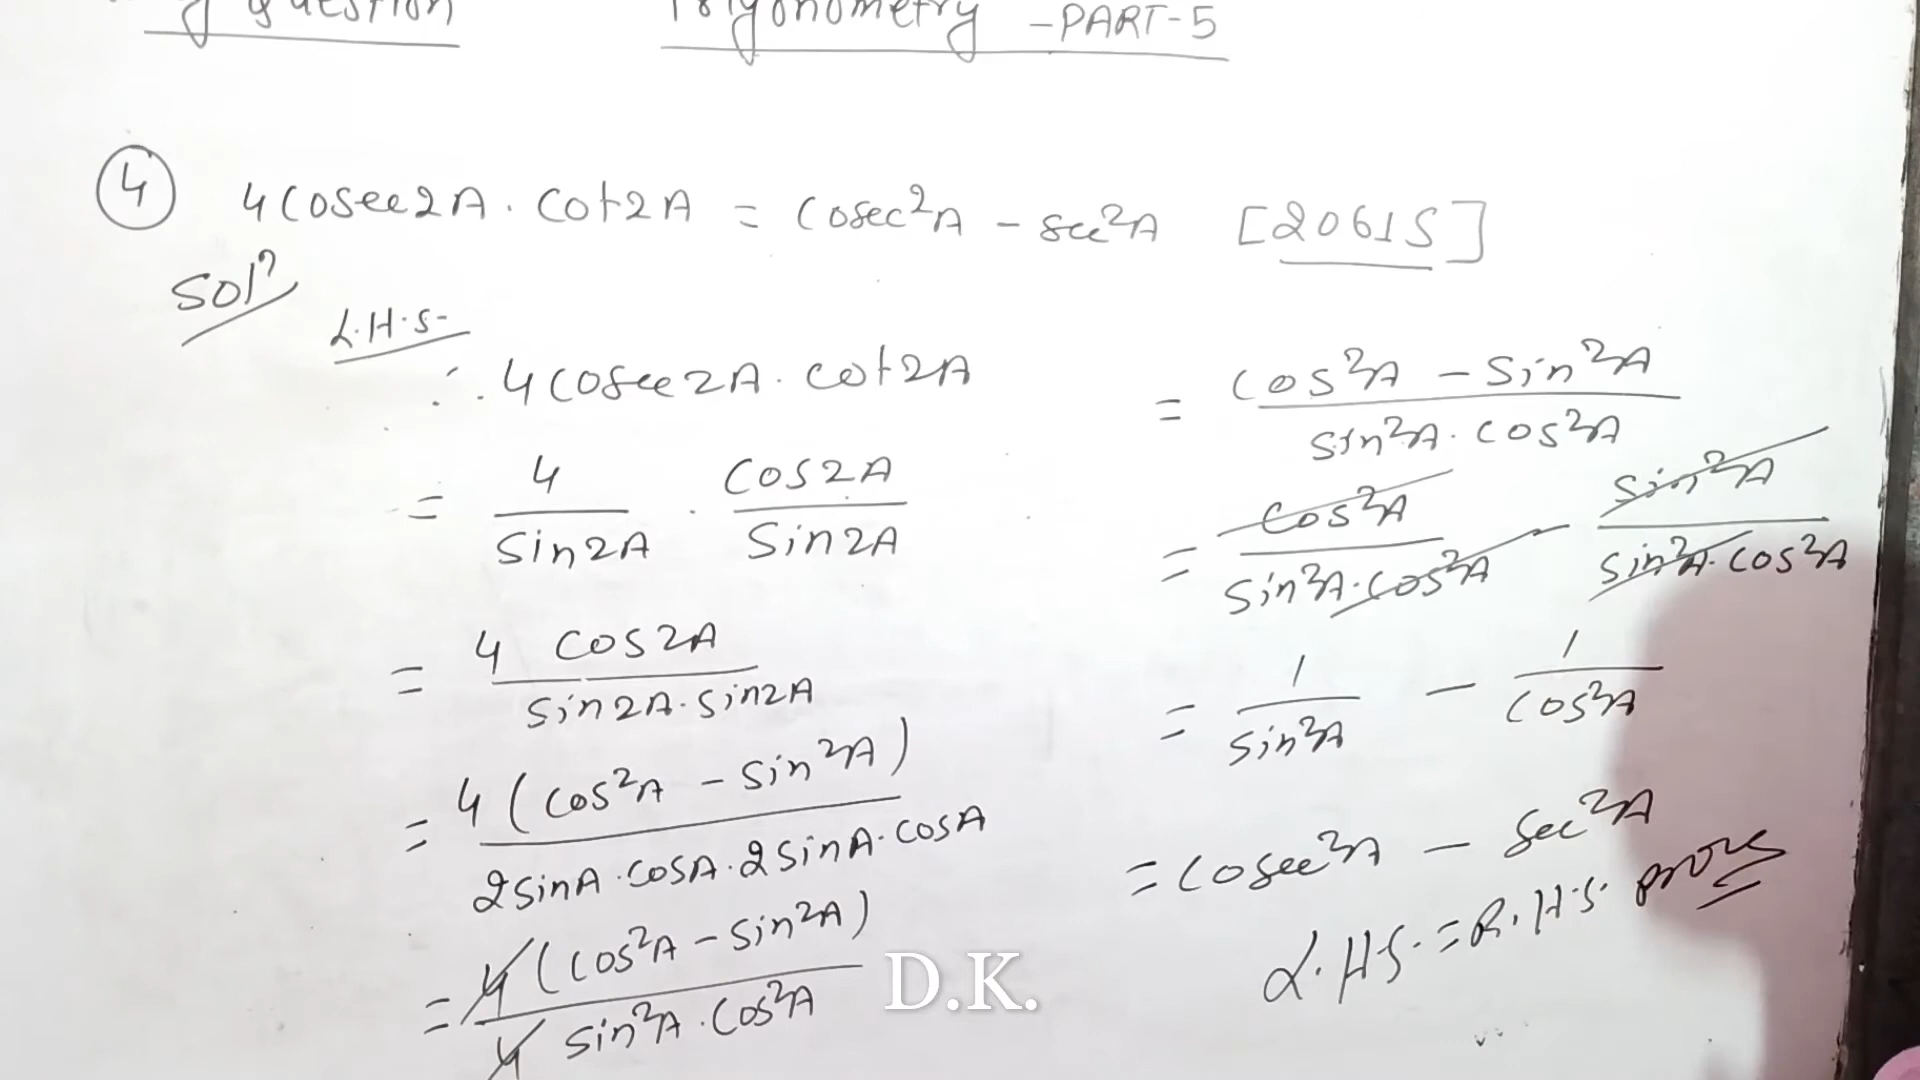 Question Trigonometry - PART-5
④ 4cosec2A . cot2A = cosec²A - sec²A [2061S]
Solⁿ
L.H.S-
∴ 4cosec2A . cot2A
= 4/sin2A . cos2A/sin2A
= 4 cos2A/sin2A.sin2A
= 4(cos²A - sin²A)/2sinA.cosA.2sinA.cosA
= 4(cos²A - sin²A)/4 sin²A.cos²A
= cos²A - sin²A/sin²A.cos²A
= cos²A/sin²A.cos²A - sin²A/sin²A.cos²A
= 1/sin²A - 1/cos²A
= cosec²A - sec²A
L.H.S. = R.H.S.
D.K.